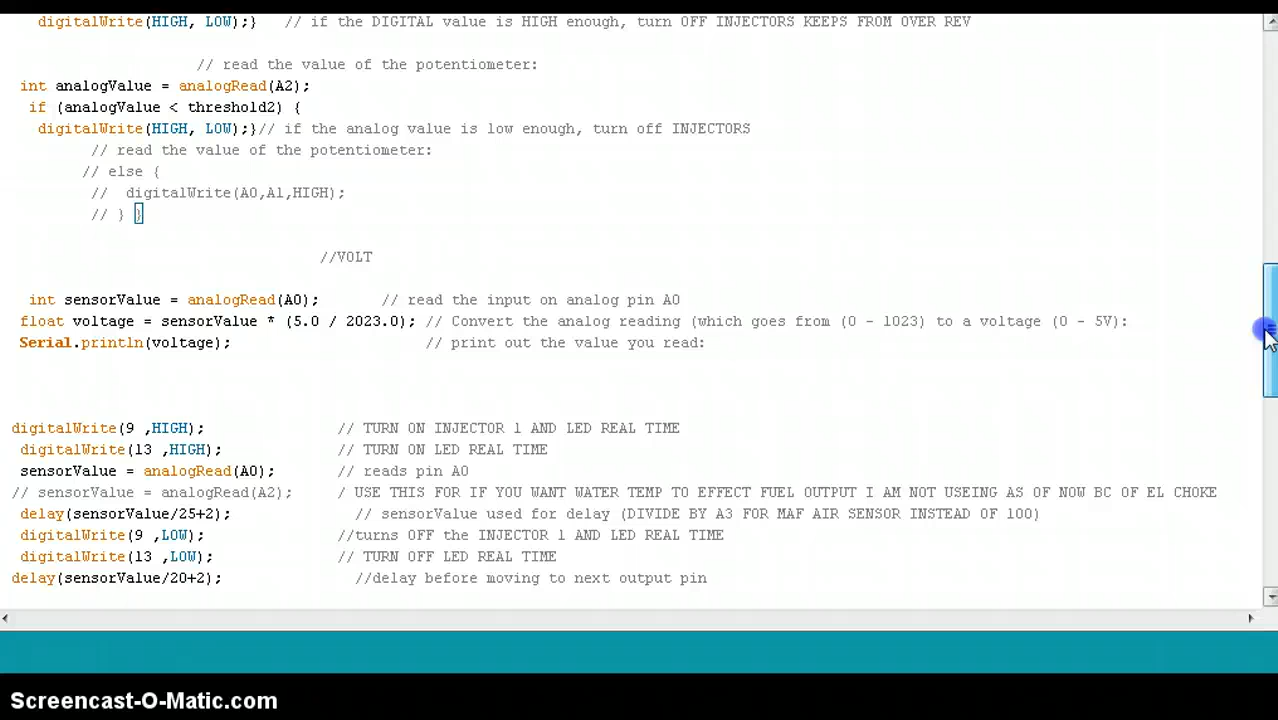 digitalWrite(HIGH, LOW);} // if the DIGITAL value is HIGH enough, turn OFF INJECTORS KEEPS FROM OVER REV
// read the value of the potentiometer:
int analogValue = analogRead(A2);
if (analogValue < threshold2) {
digitalWrite(HIGH, LOW);}// if the analog value is low enough, turn off INJECTORS
// read the value of the potentiometer:
// else {
// digitalWrite(A0,A1,HIGH);
// } }
//VOLT
int sensorValue = analogRead(A0); // read the input on analog pin A0
float voltage = sensorValue * (5.0 / 2023.0); // Convert the analog reading (which goes from (0 - 1023) to a voltage (0 - 5V):
Serial.println(voltage); // print out the value you read:
digitalWrite(9 ,HIGH); // TURN ON INJECTOR 1 AND LED REAL TIME
digitalWrite(13 ,HIGH); // TURN ON LED REAL TIME
sensorValue = analogRead(A0); // reads pin A0
// sensorValue = analogRead(A2); / USE THIS FOR IF YOU WANT WATER TEMP TO EFFECT FUEL OUTPUT I AM NOT USEING AS OF NOW BC OF EL CHOKE
delay(sensorValue/25+2); // sensorValue used for delay (DIVIDE BY A3 FOR MAF AIR SENSOR INSTEAD OF 100)
digitalWrite(9 ,LOW); //turns OFF the INJECTOR 1 AND LED REAL TIME
digitalWrite(13 ,LOW); // TURN OFF LED REAL TIME
delay(sensorValue/20+2); //delay before moving to next output pin
Screencast-O-Matic.com